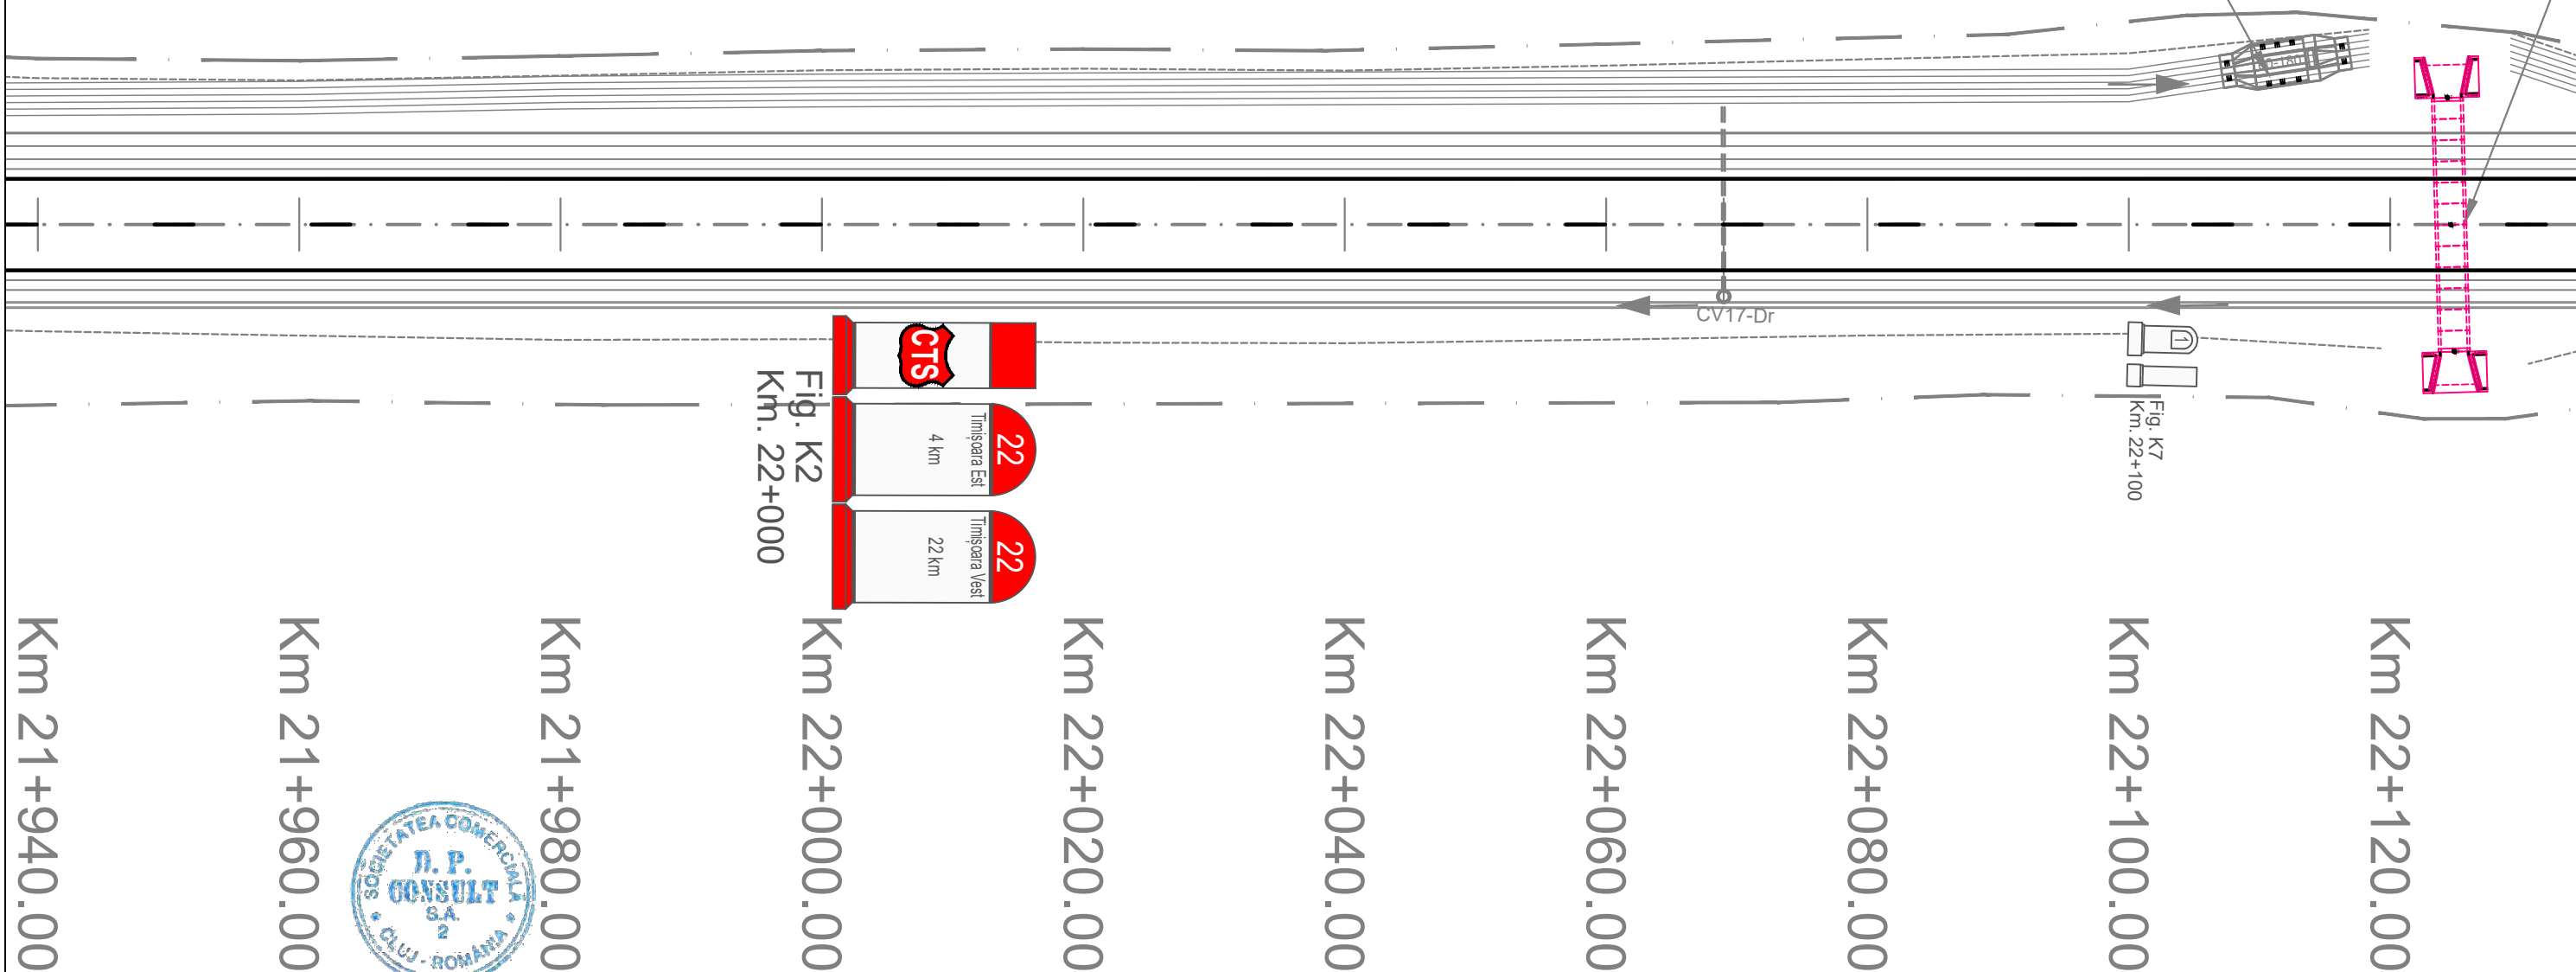 CV17-Dr
CTS
22
Timișoara Est
4 km
22
Timișoara Vest
22 km
Fig. K2
Km. 22+000
1
Fig. K7
Km. 22+100
Km 21+940.00
Km 21+960.00
Km 21+980.00
Km 22+000.00
Km 22+020.00
Km 22+040.00
Km 22+060.00
Km 22+080.00
Km 22+100.00
Km 22+120.00
SOCIETATEA COMERCIALA
D. P.
CONSULT
S.A.
2
CLUJ - ROMÂNIA